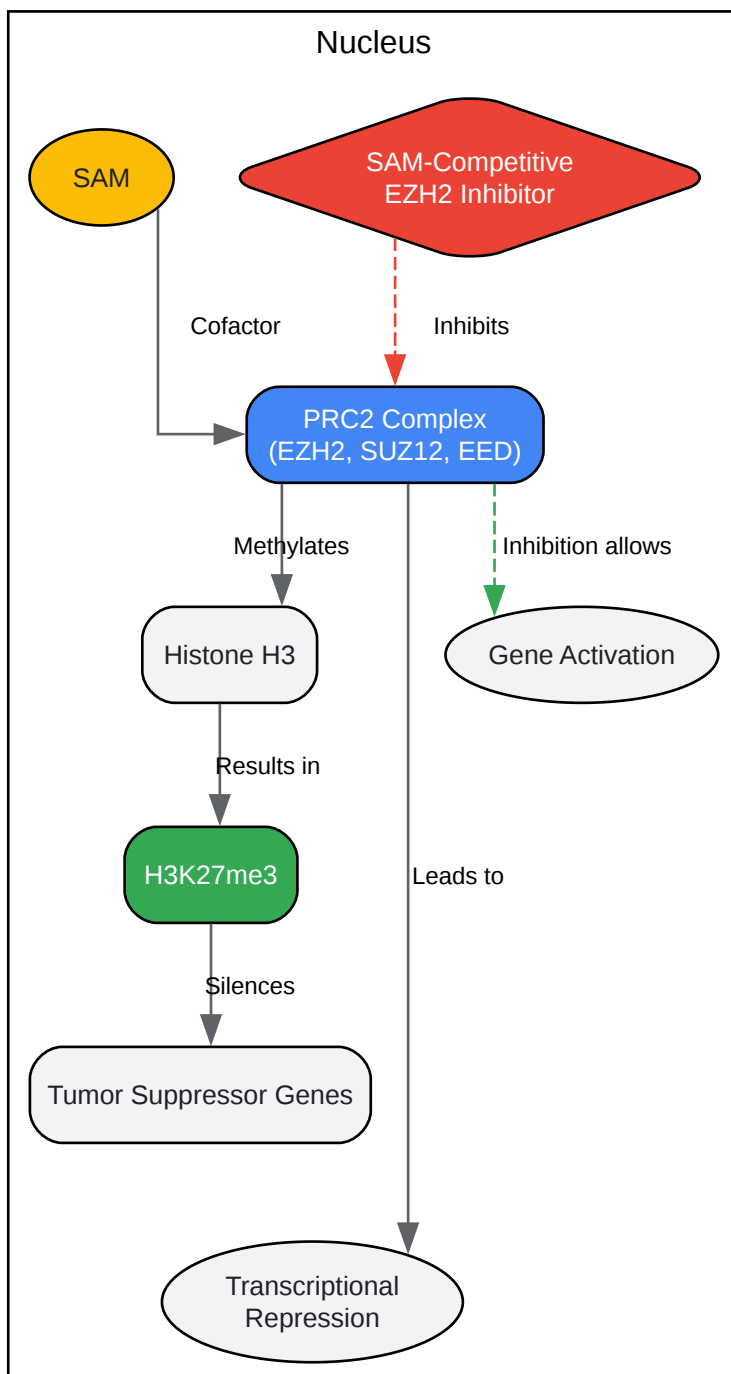 Nucleus
SAM
SAM-Competitive
EZH2 Inhibitor
Cofactor
Inhibits
PRC2 Complex
(EZH2, SUZ12, EED)
Methylates
Inhibition allows
Histone H3
Gene Activation
Results in
H3K27me3
Leads to
Silences
Tumor Suppressor Genes
Transcriptional
Repression